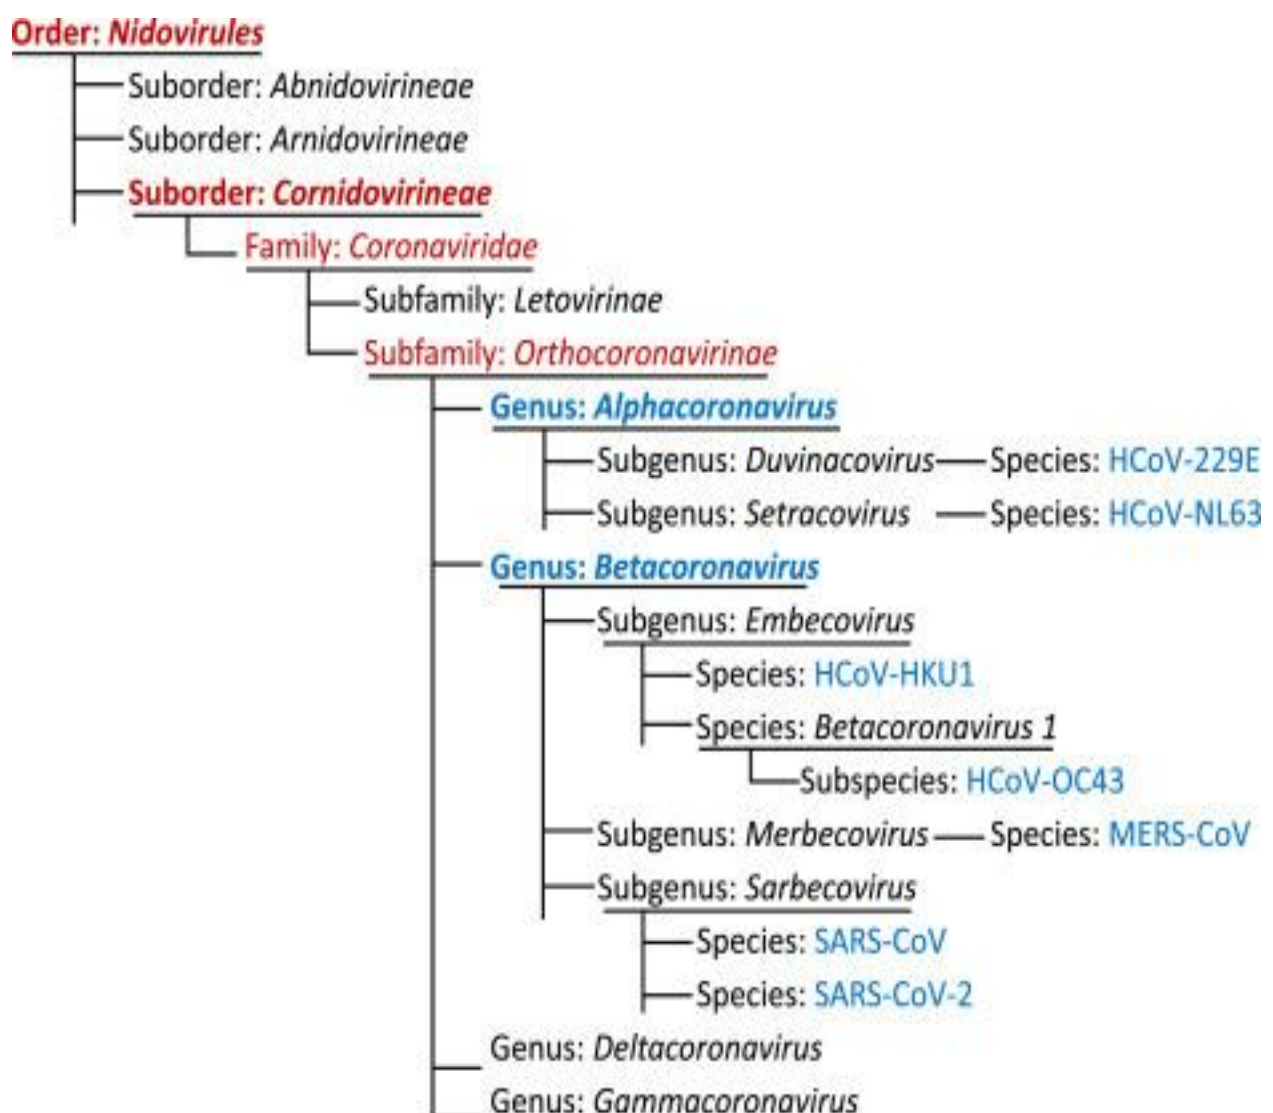 Order: Nidovirules
Suborder: Abnidovirineae
Suborder: Arnidovirineae
Suborder: Cornidovirineae
Family: Coronaviridae
Subfamily: Letovirinae
Subfamily: Orthocoronavirinae
Genus: Alphacoronavirus
Subgenus: Duvinacovirus Species: HCoV-229E
Subgenus: Setracovirus Species: HCoV-NL63
Genus: Betacoronavirus
Subgenus: Embecovirus
Species: HCoV-HKU1
Species: Betacoronavirus 1
Subspecies: HCoV-OC43
Subgenus: Merbecovirus Species: MERS-CoV
Subgenus: Sarbecovirus
Species: SARS-CoV
Species: SARS-CoV-2
Genus: Deltacoronavirus
Genus: Gammacoronavirus